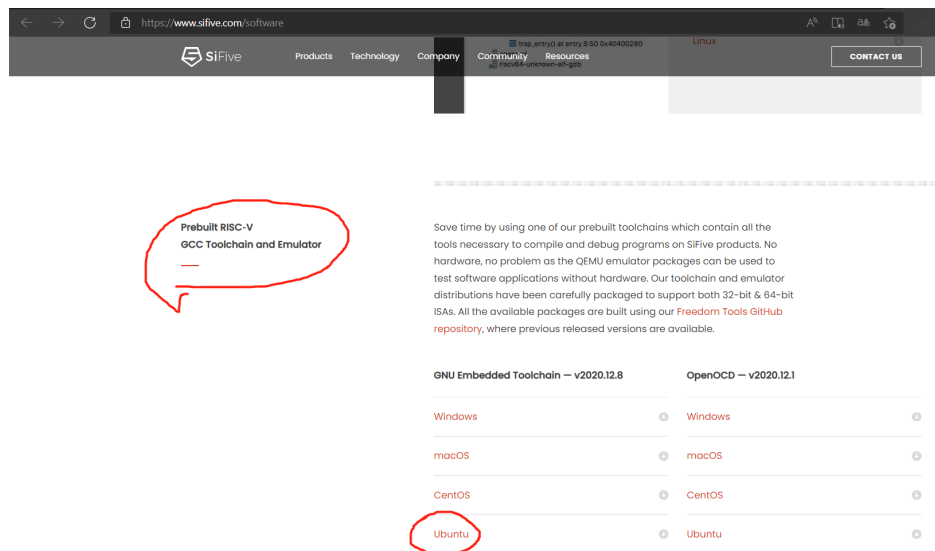 https://www.sifive.com/software
trap_entry() at entry.S:50 0x40400280
riscv64-unknown-elf-gdb
Linux
SiFive
Products Technology Company Community Resources
CONTACT US
Prebuilt RISC-V
GCC Toolchain and Emulator
Save time by using one of our prebuilt toolchains which contain all the
tools necessary to compile and debug programs on SiFive products. No
hardware, no problem as the QEMU emulator packages can be used to
test software applications without hardware. Our toolchain and emulator
distributions have been carefully packaged to support both 32-bit & 64-bit
ISAs. All the available packages are built using our Freedom Tools GitHub
repository, where previous released versions are available.
GNU Embedded Toolchain — v2020.12.8
Windows
macOS
CentOS
Ubuntu
OpenOCD — v2020.12.1
Windows
macOS
CentOS
Ubuntu